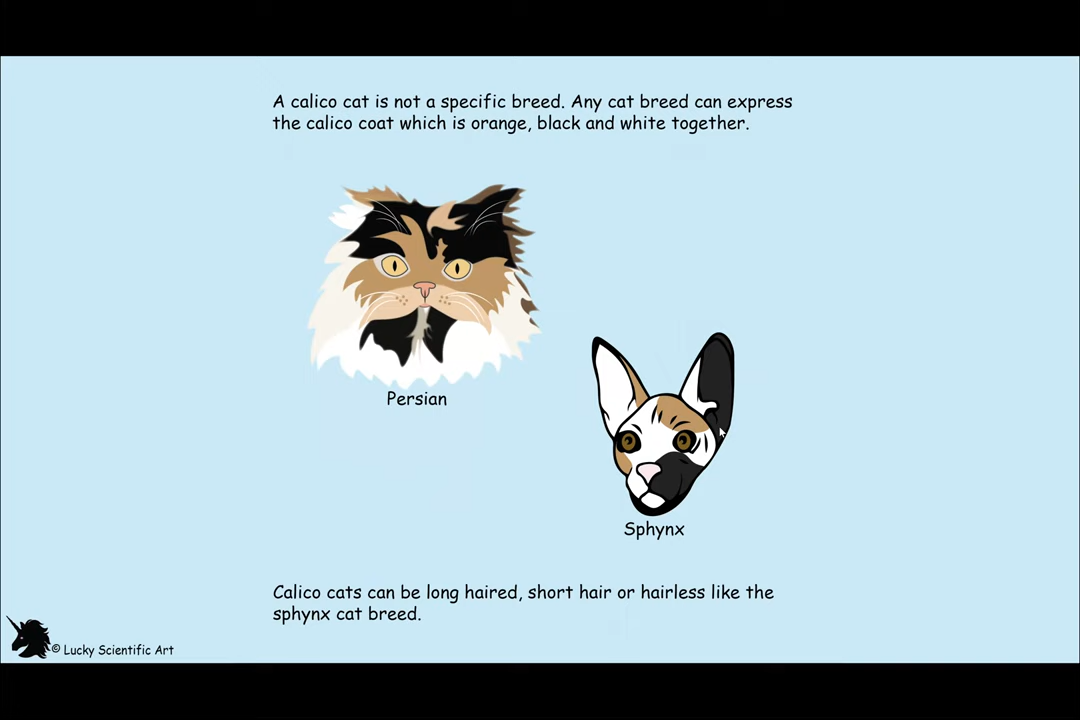 A calico cat is not a specific breed. Any cat breed can express
the calico coat which is orange, black and white together.
Persian
Sphynx
Calico cats can be long haired, short hair or hairless like the
sphynx cat breed.
© Lucky Scientific Art